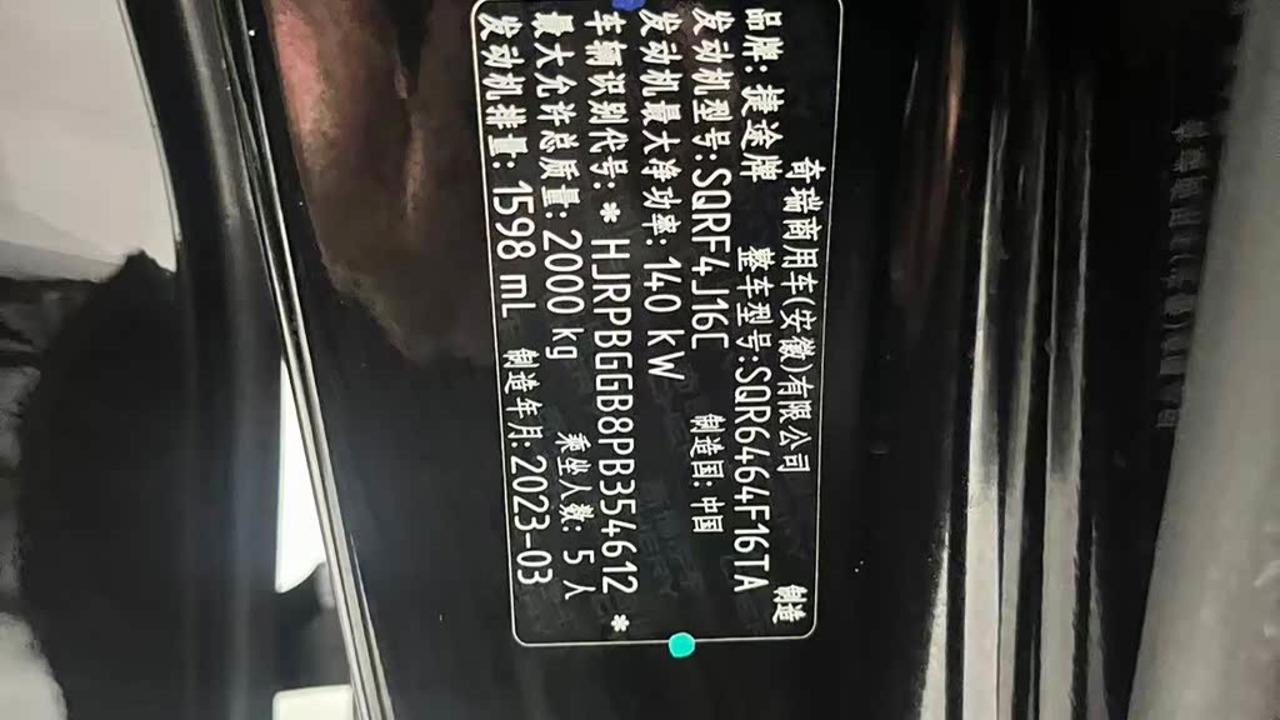 奇瑞商用车(安徽)有限公司 制造
品牌: 捷途牌 整车型号:SQR6464F16TA
发动机型号:SQRF4J16C 制造国: 中国
发动机最大净功率: 140 kW
车辆识别代号: * HJRPBGGB8PB354612 *
最大允许总质量: 2000 kg 乘坐人数: 5 人
发动机排量: 1598 mL 制造年月: 2023-03